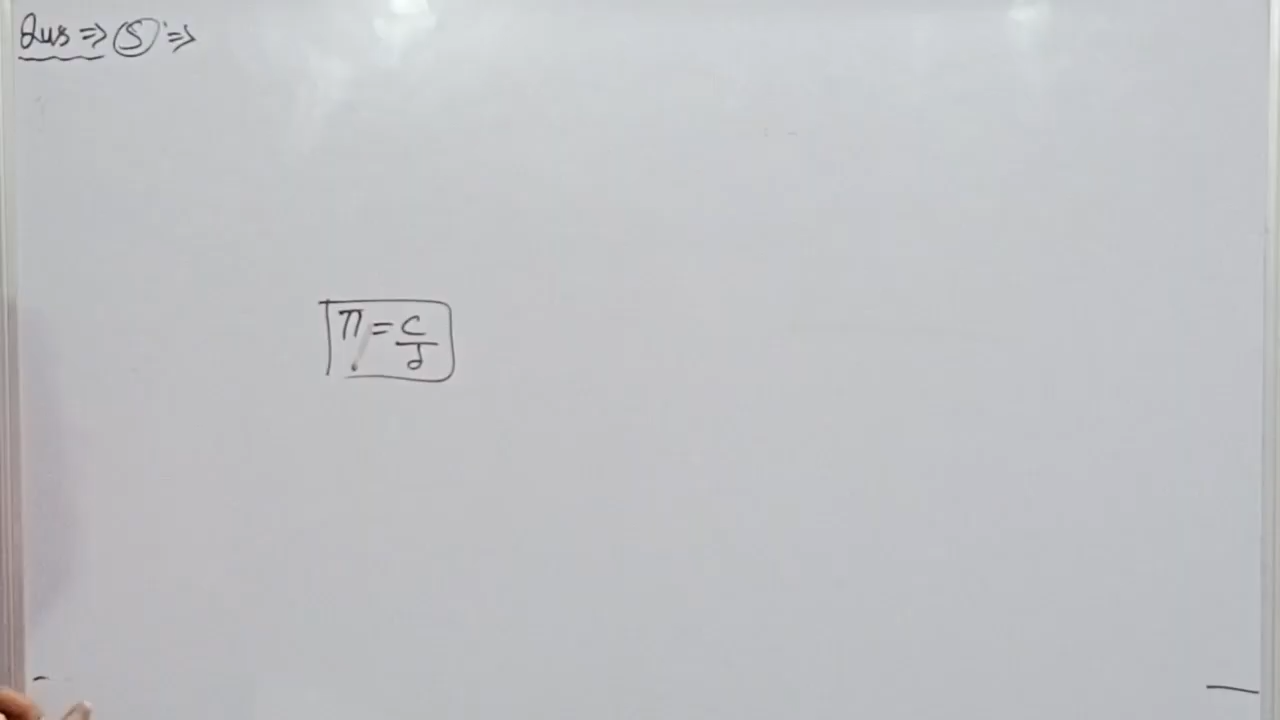 Qus ⇒ (5) ⇒
π = c/d